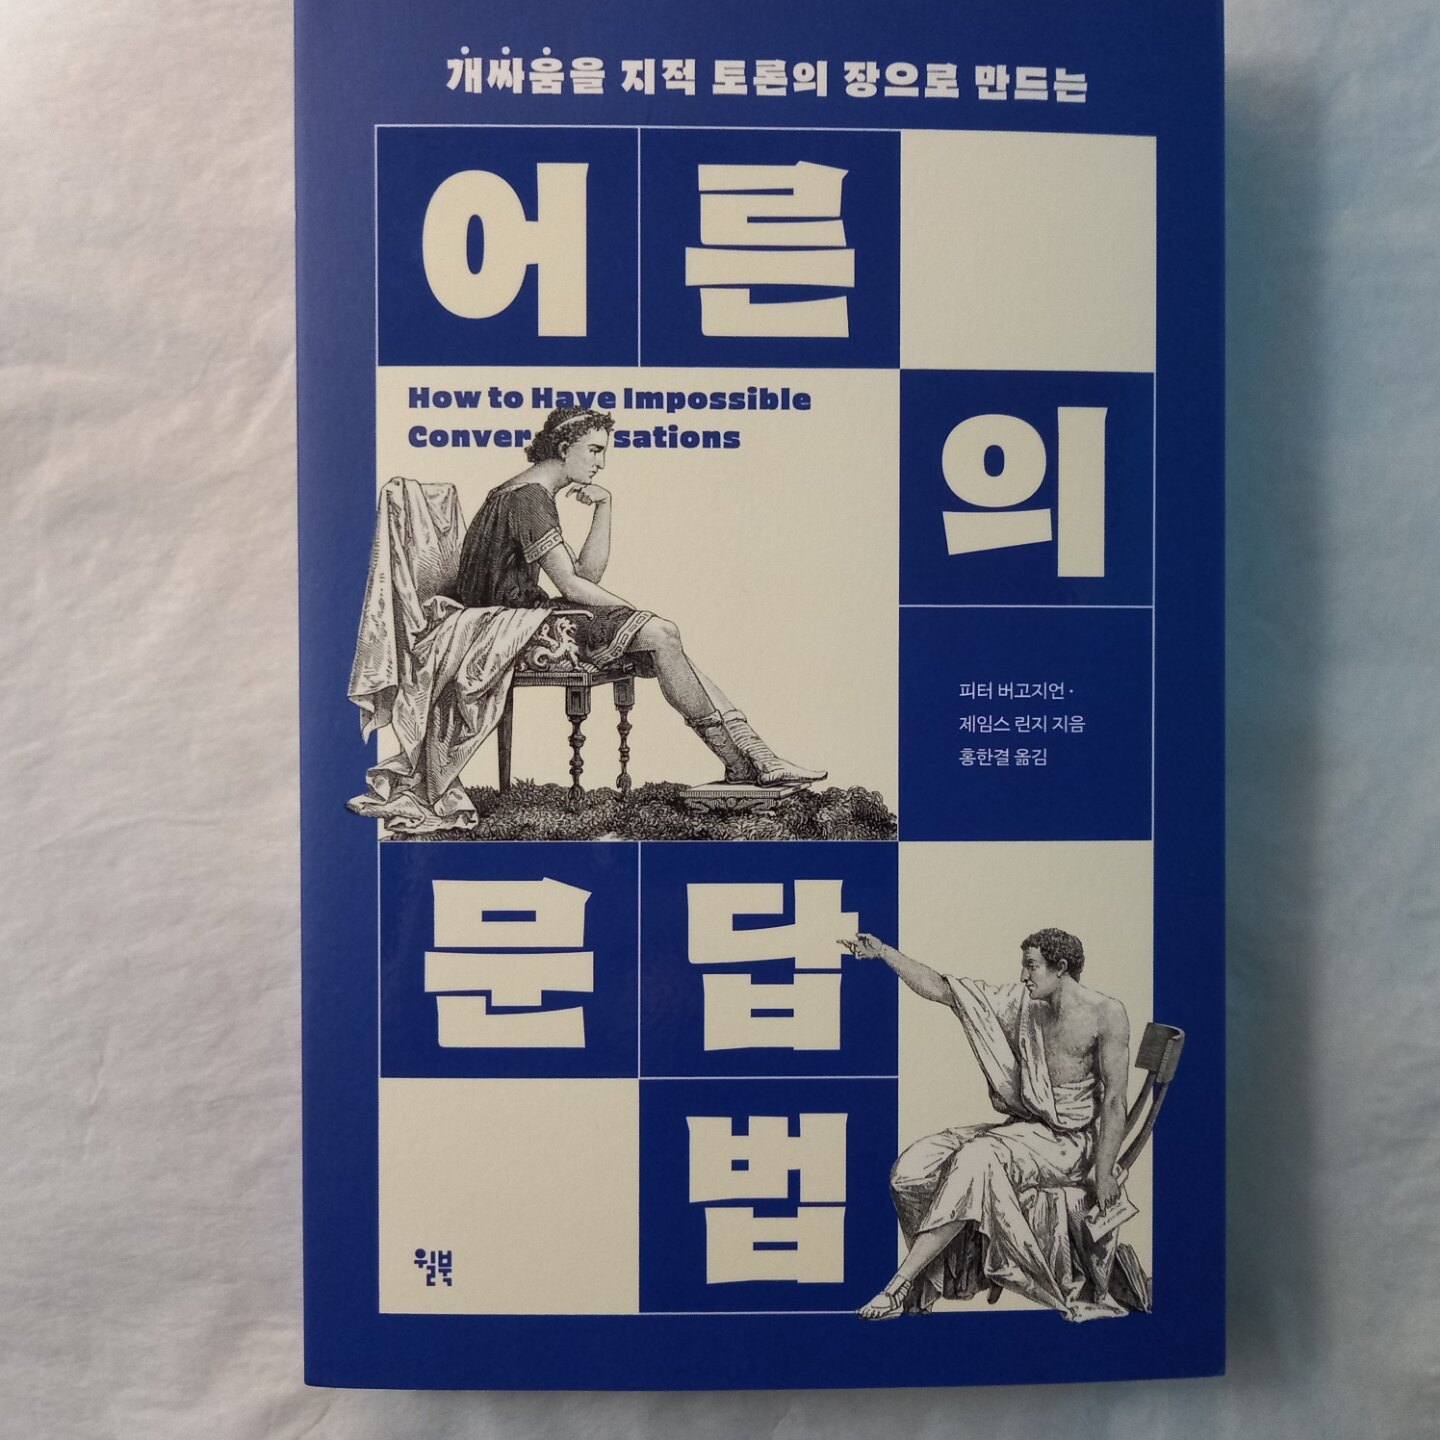 개싸움을 지적 토론의 장으로 만드는
어른의
How to Have Impossible
Conversations
피터 버고지언·
제임스 린지 지음
홍한결 옮김
문답
법
윌북